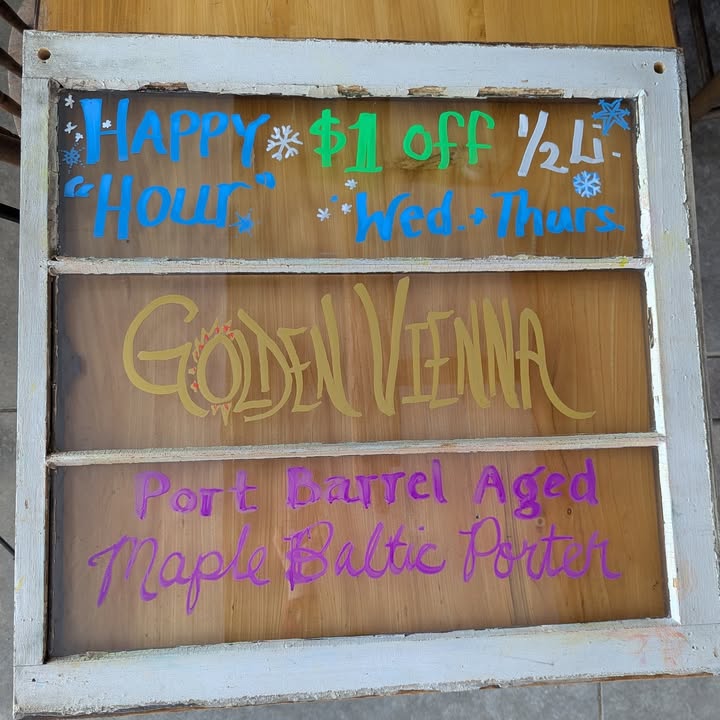 HAPPY $1 off 1/2 Li.
"Hour" Wed. + Thurs.
GOLDEN VIENNA
Port Barrel Aged
Maple Baltic Porter